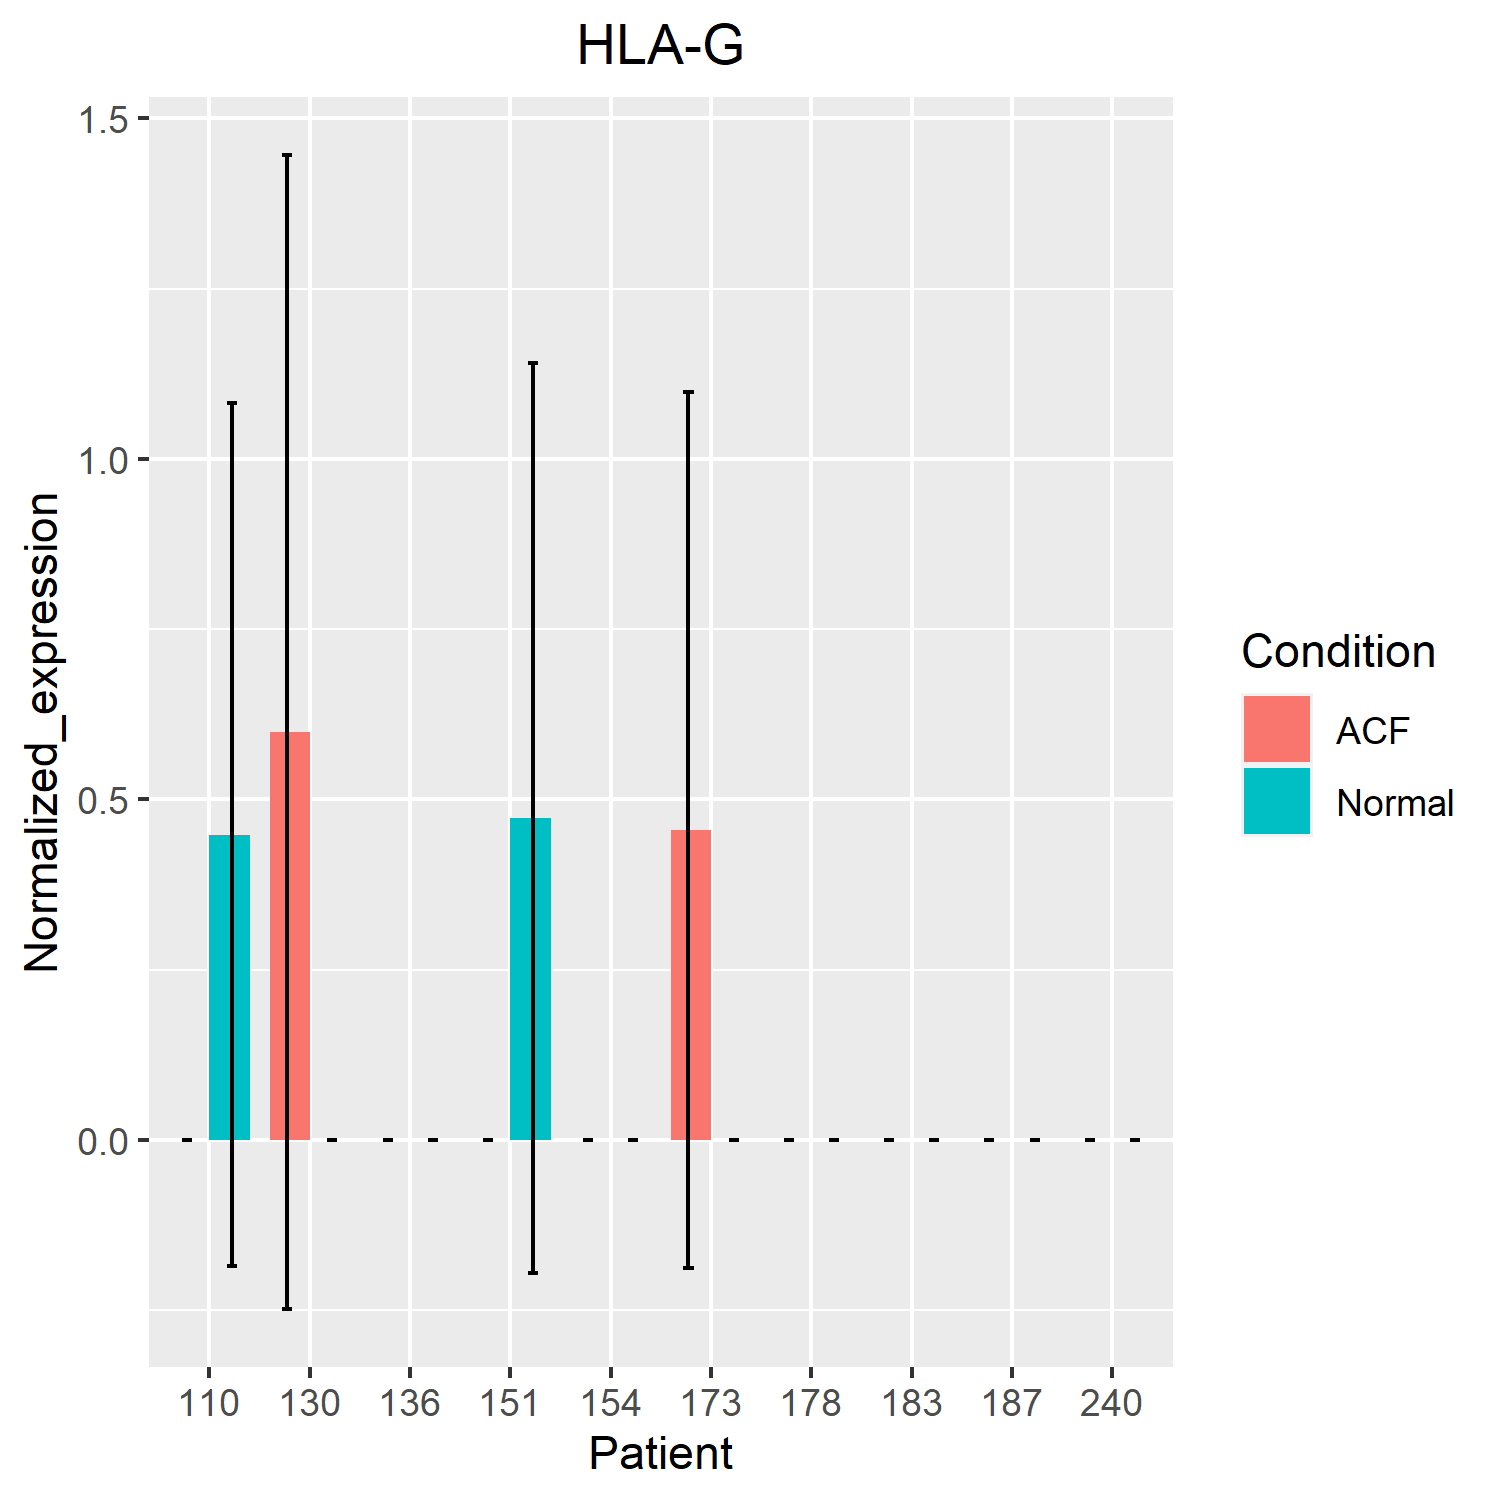 HLA-G
1.5
1.0
0.5
0.0
Normalized_expression
110 130 136 151 154 173 178 183 187 240
Patient
Condition
ACF
Normal